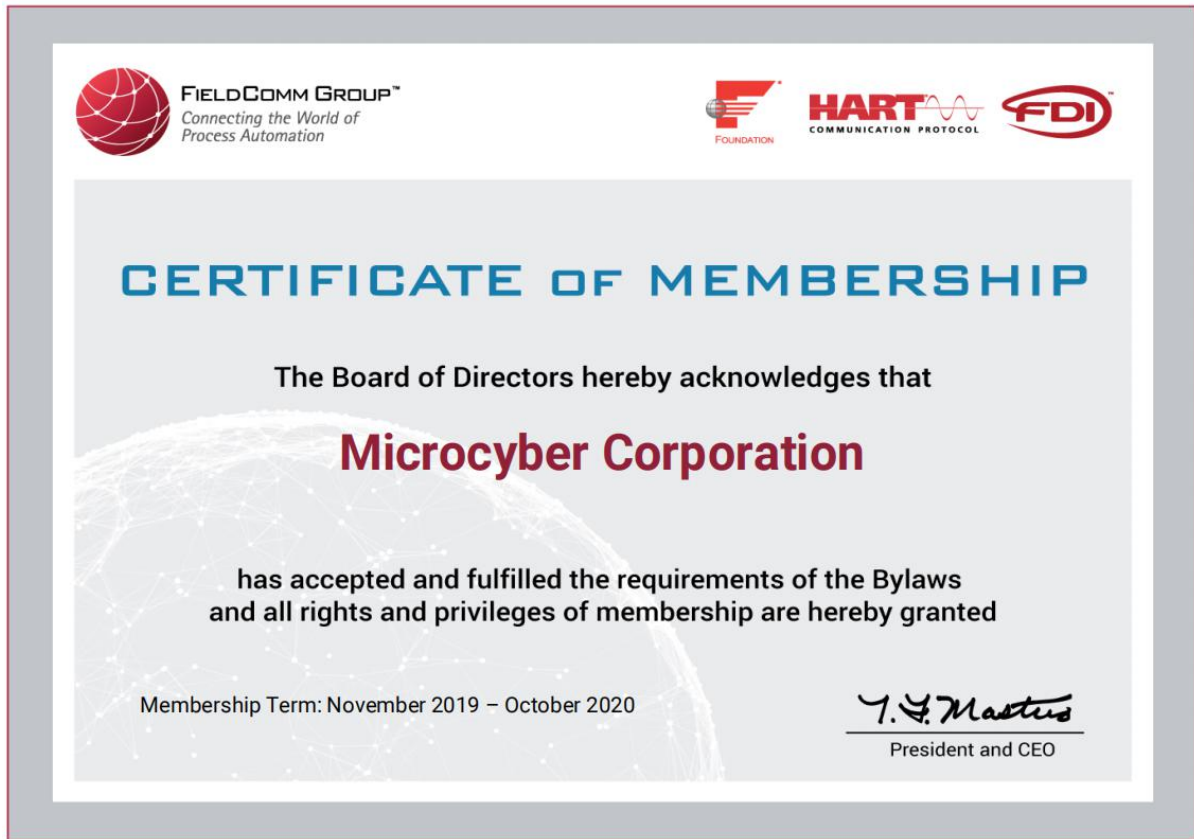 FIELDCOMM GROUP™
Connecting the World of
Process Automation
FOUNDATION
HART
COMMUNICATION PROTOCOL
FDI™
CERTIFICATE OF MEMBERSHIP
The Board of Directors hereby acknowledges that
Microcyber Corporation
has accepted and fulfilled the requirements of the Bylaws
and all rights and privileges of membership are hereby granted
Membership Term: November 2019 – October 2020
T.F. Masters
President and CEO